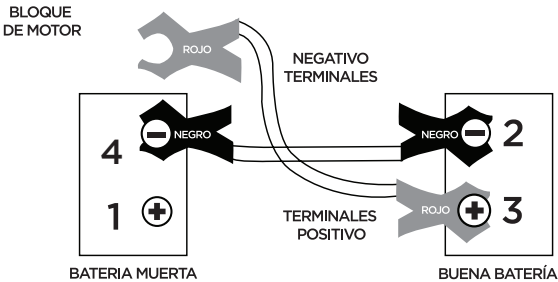 BLOQUE
DE MOTOR
ROJO
NEGATIVO
TERMINALES
4
− NEGRO
NEGRO −
2
1
+
TERMINALES
POSITIVO
ROJO +
3
BATERIA MUERTA
BUENA BATERÍA